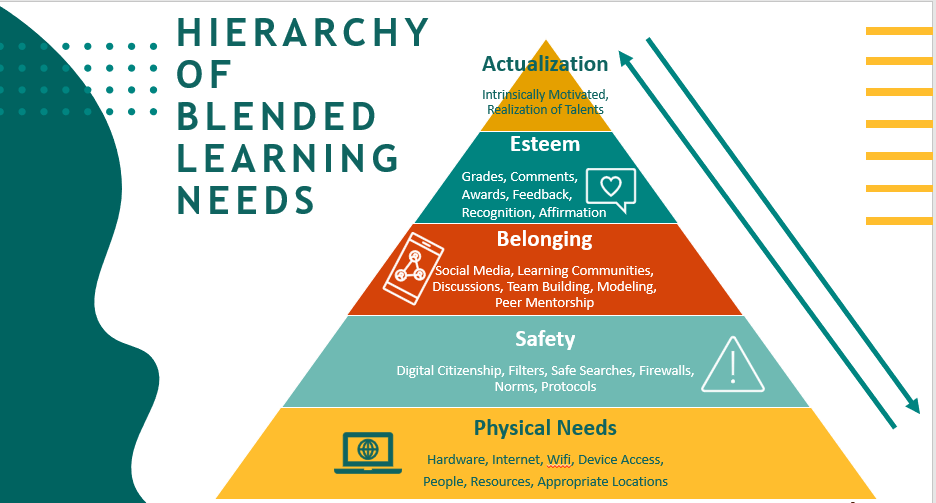 HIERARCHY
OF
BLENDED
LEARNING
NEEDS
Actualization
Intrinsically Motivated,
Realization of Talents
Esteem
Grades, Comments,
Awards, Feedback,
Recognition, Affirmation
Belonging
Social Media, Learning Communities,
Discussions, Team Building, Modeling,
Peer Mentorship
Safety
Digital Citizenship, Filters, Safe Searches, Firewalls,
Norms, Protocols
Physical Needs
Hardware, Internet, Wifi, Device Access,
People, Resources, Appropriate Locations